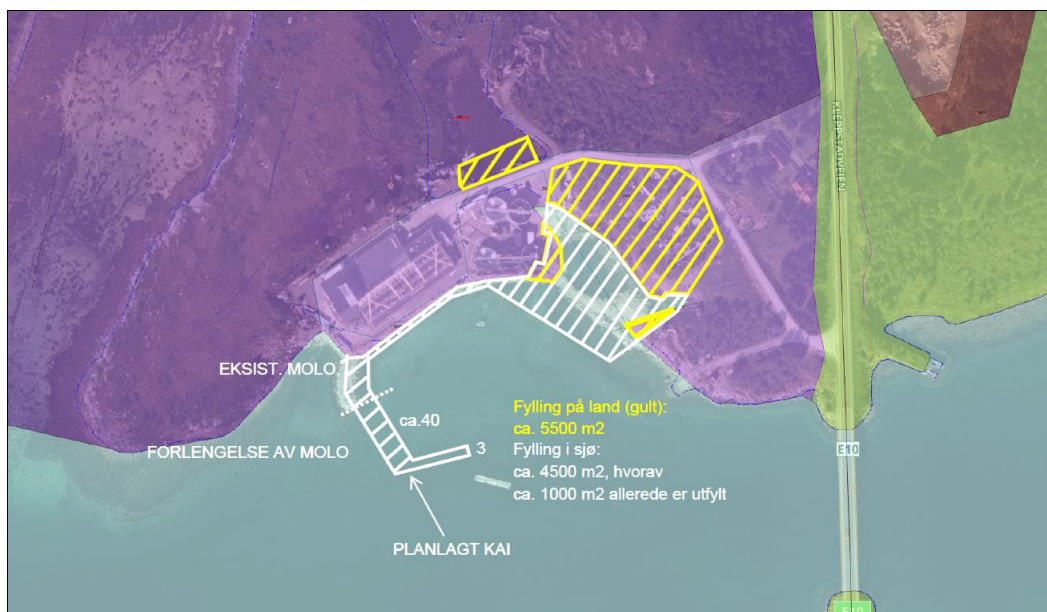 KLEPPSTADVEIEN
EKSIST. MOLO
FORLENGELSE AV MOLO
ca.40
3
PLANLAGT KAI
Fylling på land (gult):
ca. 5500 m2
Fylling i sjø:
ca. 4500 m2, hvorav
ca. 1000 m2 allerede er utfylt
E10
E10